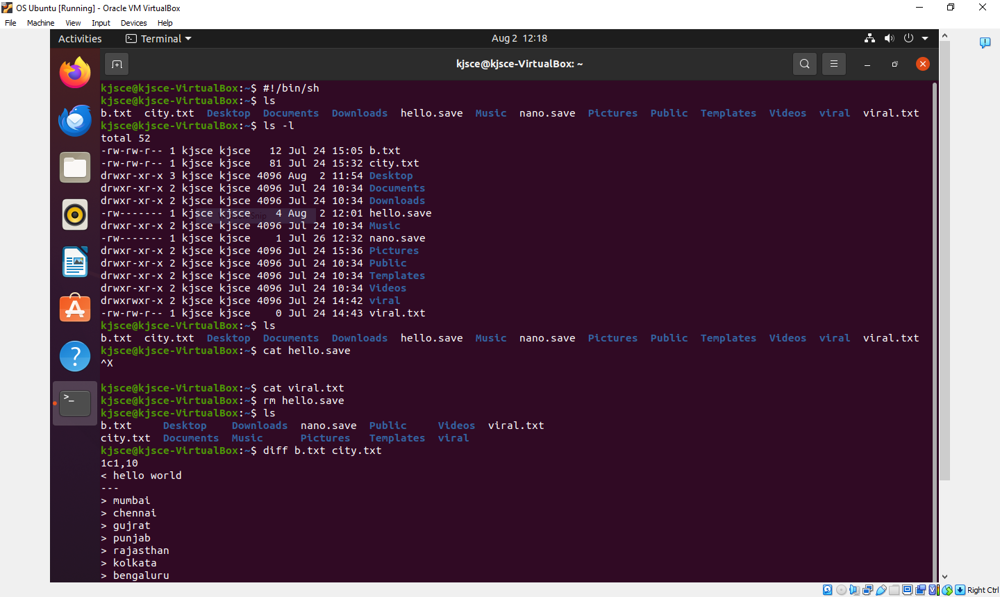 OS Ubuntu [Running] - Oracle VM VirtualBox
File Machine View Input Devices Help
Activities Terminal Aug 2 12:18
kjsce@kjsce-VirtualBox: ~
kjsce@kjsce-VirtualBox:~$ #!/bin/sh
kjsce@kjsce-VirtualBox:~$ ls
b.txt city.txt Desktop Documents Downloads hello.save Music nano.save Pictures Public Templates Videos viral viral.txt
kjsce@kjsce-VirtualBox:~$ ls -l
total 52
-rw-rw-r-- 1 kjsce kjsce 12 Jul 24 15:05 b.txt
-rw-rw-r-- 1 kjsce kjsce 81 Jul 24 15:32 city.txt
drwxr-xr-x 3 kjsce kjsce 4096 Aug 2 11:54 Desktop
drwxr-xr-x 2 kjsce kjsce 4096 Jul 24 10:34 Documents
drwxr-xr-x 2 kjsce kjsce 4096 Jul 24 10:34 Downloads
-rw------- 1 kjsce kjsce 4 Aug 2 12:01 hello.save
drwxr-xr-x 2 kjsce kjsce 4096 Jul 24 10:34 Music
-rw------- 1 kjsce kjsce 1 Jul 26 12:32 nano.save
drwxr-xr-x 2 kjsce kjsce 4096 Jul 24 15:36 Pictures
drwxr-xr-x 2 kjsce kjsce 4096 Jul 24 10:34 Public
drwxr-xr-x 2 kjsce kjsce 4096 Jul 24 10:34 Templates
drwxr-xr-x 2 kjsce kjsce 4096 Jul 24 10:34 Videos
drwxrwxr-x 2 kjsce kjsce 4096 Jul 24 14:42 viral
-rw-rw-r-- 1 kjsce kjsce 0 Jul 24 14:43 viral.txt
kjsce@kjsce-VirtualBox:~$ ls
b.txt city.txt Desktop Documents Downloads hello.save Music nano.save Pictures Public Templates Videos viral viral.txt
kjsce@kjsce-VirtualBox:~$ cat hello.save
^X
kjsce@kjsce-VirtualBox:~$ cat viral.txt
kjsce@kjsce-VirtualBox:~$ rm hello.save
kjsce@kjsce-VirtualBox:~$ ls
b.txt Desktop Downloads nano.save Public Videos viral.txt
city.txt Documents Music Pictures Templates viral
kjsce@kjsce-VirtualBox:~$ diff b.txt city.txt
1c1,10
< hello world
---
> mumbai
> chennai
> gujrat
> punjab
> rajasthan
> kolkata
> bengaluru
Right Ctrl